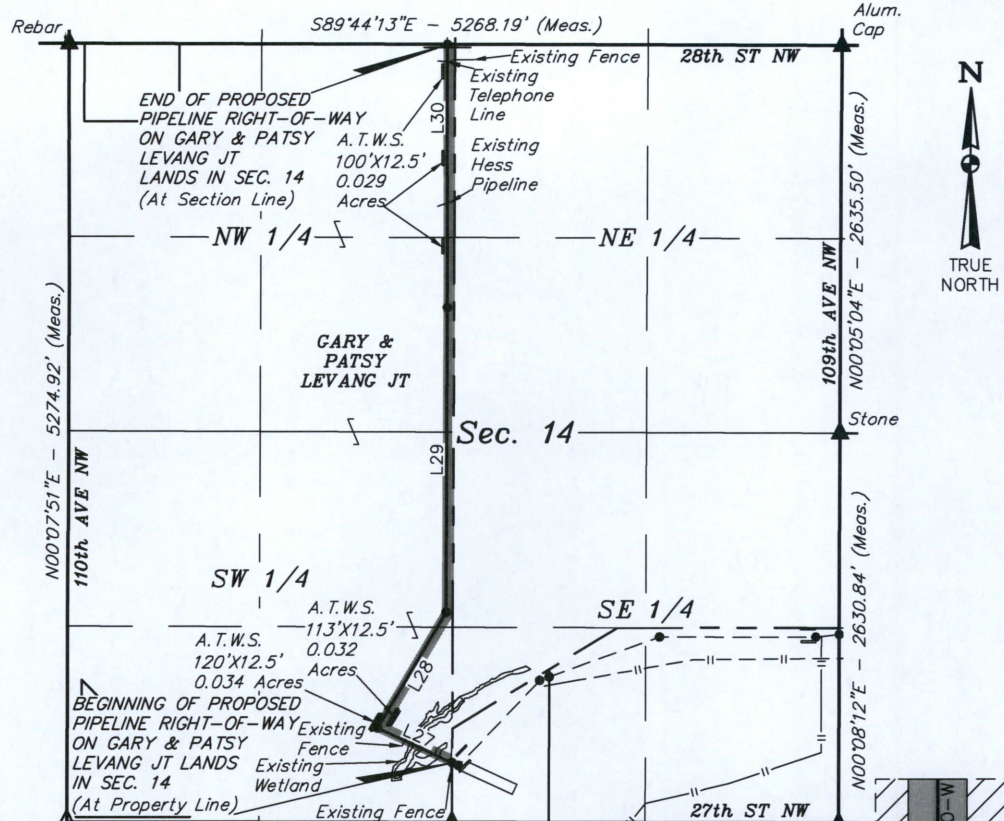 Rebar
S89°44'13"E - 5268.19' (Meas.)
Alum.
Cap
Existing Fence
28th ST NW
Existing
Telephone
Line
N
TRUE
NORTH
END OF PROPOSED
PIPELINE RIGHT-OF-WAY
ON GARY & PATSY
LEVANG JT
LANDS IN SEC. 14
(At Section Line)
A.T.W.S.
100'X12.5'
0.029
Acres
L30
Existing
Hess
Pipeline
NW 1/4
NE 1/4
N00°05'04"E - 2635.50' (Meas.)
109th AVE NW
N00°07'51"E - 5274.92' (Meas.)
110th AVE NW
GARY &
PATSY
LEVANG JT
Sec. 14
Stone
L29
SW 1/4
SE 1/4
A.T.W.S.
113'X12.5'
0.032
Acres
A.T.W.S.
120'X12.5'
0.034 Acres
L28
L27
N00°08'12"E - 2630.84' (Meas.)
BEGINNING OF PROPOSED
PIPELINE RIGHT-OF-WAY
ON GARY & PATSY
LEVANG JT LANDS
IN SEC. 14
(At Property Line)
Existing
Fence
Existing
Wetland
Existing Fence
27th ST NW
O-W